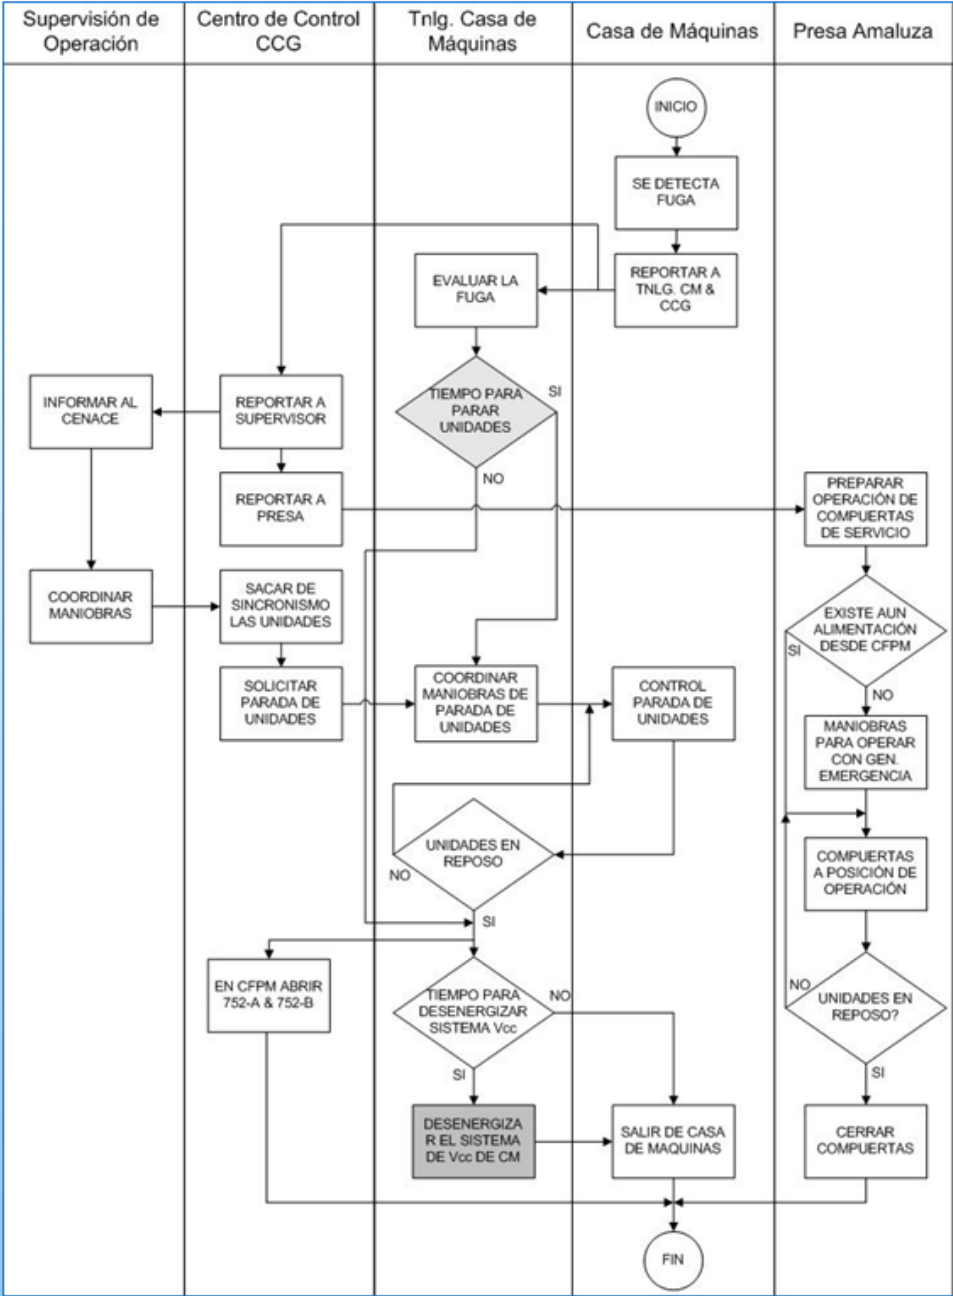 Supervisión de
Operación
Centro de Control
CCG
Tnlg. Casa de
Máquinas
Casa de Máquinas
Presa Amaluza
INICIO
SE DETECTA
FUGA
REPORTAR A
TNLG. CM &
CCG
EVALUAR LA
FUGA
TIEMPO PARA
PARAR
UNIDADES
SI
NO
INFORMAR AL
CENACE
REPORTAR A
SUPERVISOR
REPORTAR A
PRESA
PREPARAR
OPERACIÓN DE
COMPUERTAS
DE SERVICIO
COORDINAR
MANIOBRAS
SACAR DE
SINCRONISMO
LAS UNIDADES
EXISTE AUN
ALIMENTACIÓN
DESDE CFPM
SI
NO
SOLICITAR
PARADA DE
UNIDADES
COORDINAR
MANIOBRAS DE
PARADA DE
UNIDADES
CONTROL
PARADA DE
UNIDADES
MANIOBRAS
PARA OPERAR
CON GEN.
EMERGENCIA
UNIDADES EN
REPOSO
NO
SI
COMPUERTAS
A POSICIÓN DE
OPERACIÓN
EN CFPM ABRIR
752-A & 752-B
TIEMPO PARA
DESENERGIZAR
SISTEMA Vcc
NO
SI
NO
UNIDADES EN
REPOSO?
SI
DESENERGIZA
R EL SISTEMA
DE Vcc DE CM
SALIR DE CASA
DE MAQUINAS
CERRAR
COMPUERTAS
FIN